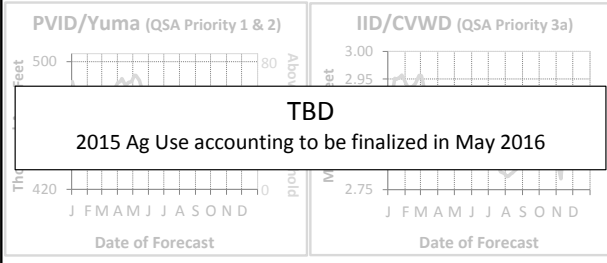 PVID/Yuma (QSA Priority 1 & 2)
500
80
420
0
J F M A M J J A S O N D
Date of Forecast
IID/CVWD (QSA Priority 3a)
3.00
2.95
2.75
J F M A M J J A S O N D
Date of Forecast
TBD
2015 Ag Use accounting to be finalized in May 2016